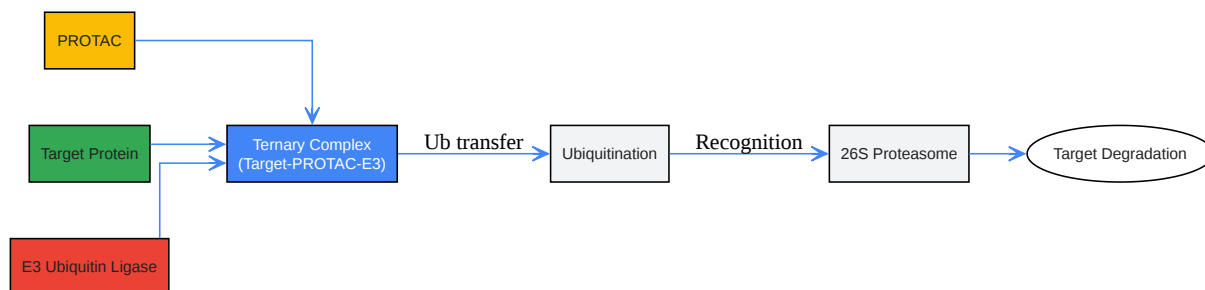 PROTAC
Target Protein
E3 Ubiquitin Ligase
Ternary Complex
(Target-PROTAC-E3)
Ub transfer
Ubiquitination
Recognition
26S Proteasome
Target Degradation